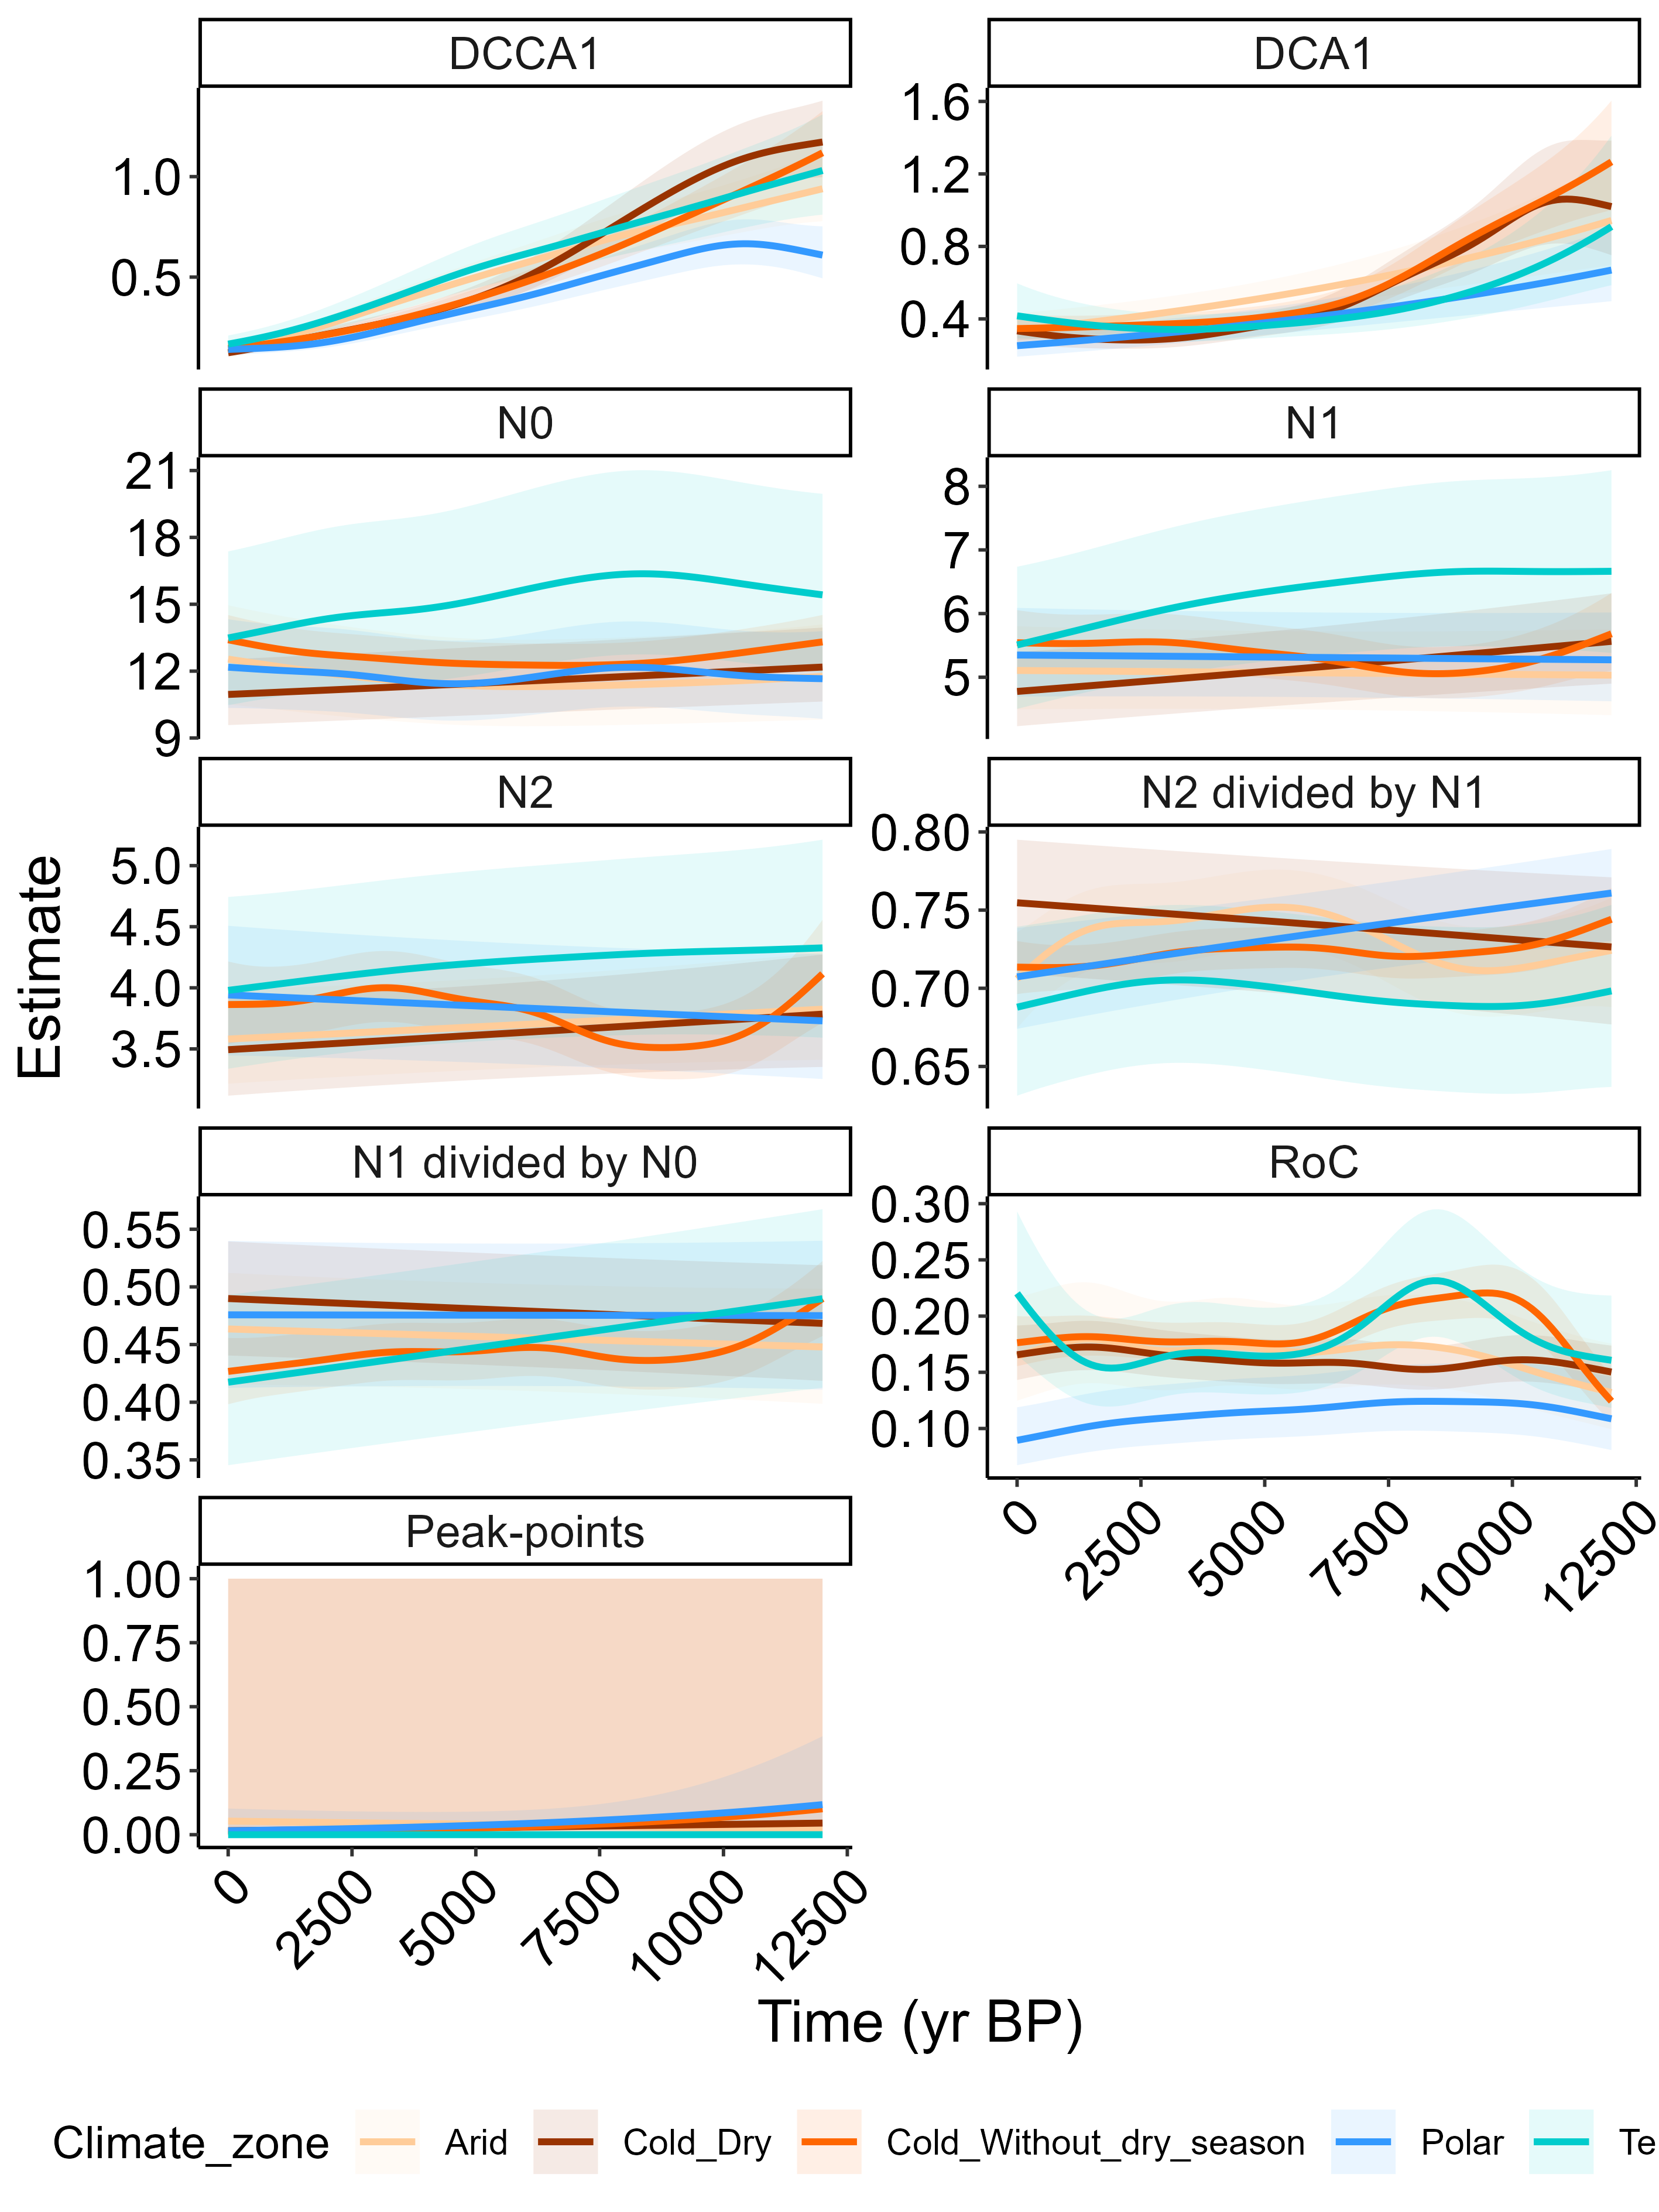 DCCA1
DCA1
1.0
0.5
1.6
1.2
0.8
0.4
N0
N1
21
18
15
12
9
8
7
6
5
N2
N2 divided by N1
5.0
4.5
4.0
3.5
0.80
0.75
0.70
0.65
N1 divided by N0
RoC
0.55
0.50
0.45
0.40
0.35
0.30
0.25
0.20
0.15
0.10
0 2500 5000 7500 10000 12500
Peak-points
1.00
0.75
0.50
0.25
0.00
0 2500 5000 7500 10000 12500
Estimate
Time (yr BP)
Climate_zone Arid Cold_Dry Cold_Without_dry_season Polar Te